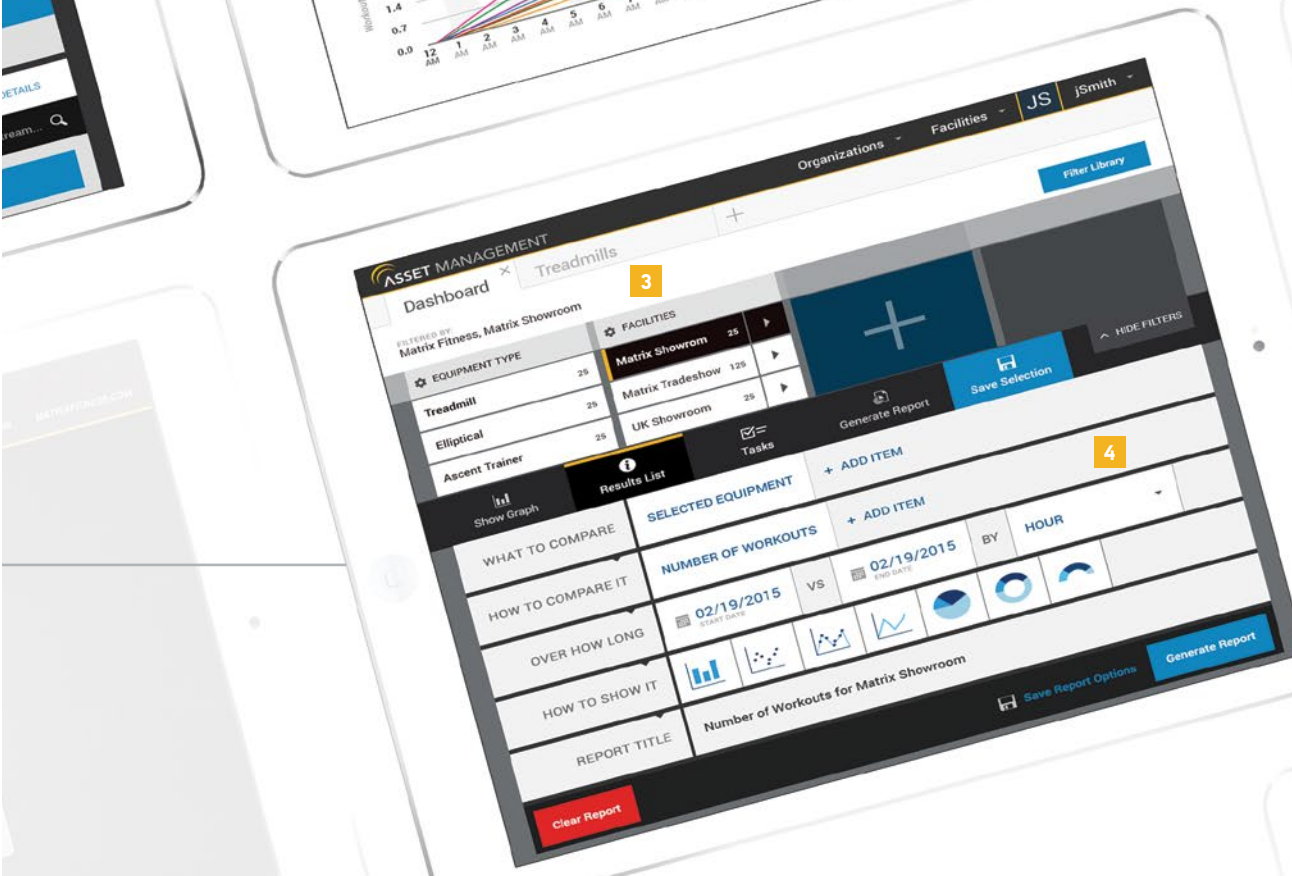 1.4
0.7
0.0
12 AM
1 AM
2 AM
3 AM
4 AM
5 AM
6 AM
DETAILS
ream...
Organizations
Facilities
JS
jSmith
Filter Library
ASSET MANAGEMENT
Dashboard ×
Treadmills
+
3
FILTERED BY:
Matrix Fitness, Matrix Showroom
EQUIPMENT TYPE
Treadmill 25
Elliptical 25
Ascent Trainer 25
FACILITIES
Matrix Showrom 25
Matrix Tradeshow 125
UK Showroom 25
HIDE FILTERS
Show Graph
Results List
Tasks
Generate Report
Save Selection
4
WHAT TO COMPARE
SELECTED EQUIPMENT
+ ADD ITEM
HOW TO COMPARE IT
NUMBER OF WORKOUTS
+ ADD ITEM
OVER HOW LONG
02/19/2015
START DATE
VS
02/19/2015
END DATE
BY
HOUR
HOW TO SHOW IT
REPORT TITLE
Number of Workouts for Matrix Showroom
Clear Report
Save Report Options
Generate Report